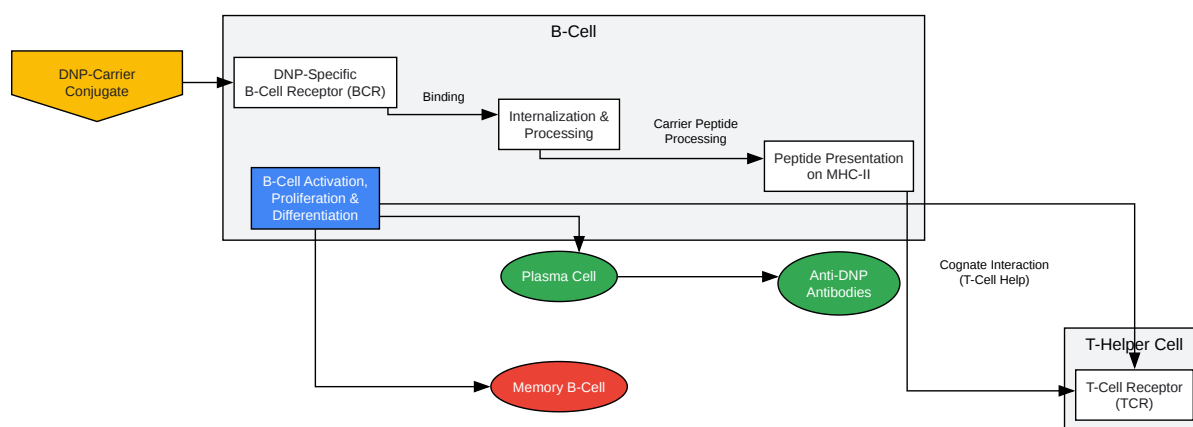 B-Cell
DNP-Carrier
Conjugate
DNP-Specific
B-Cell Receptor (BCR)
Binding
Internalization &
Processing
Carrier Peptide
Processing
Peptide Presentation
on MHC-II
B-Cell Activation,
Proliferation &
Differentiation
Plasma Cell
Anti-DNP
Antibodies
Cognate Interaction
(T-Cell Help)
T-Helper Cell
T-Cell Receptor
(TCR)
Memory B-Cell